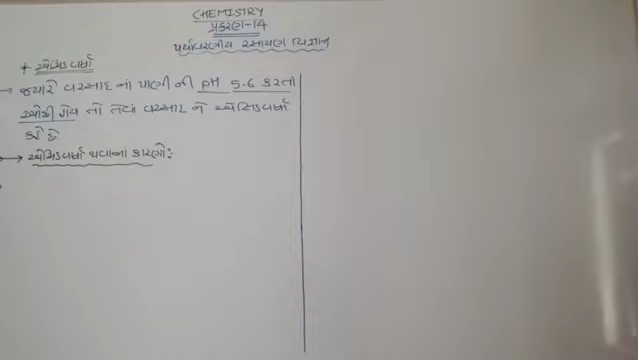 CHEMISTRY
પ્રકરણ-14
પર્યાવરણીય રસાયણ વિજ્ઞાન
* એસિડવર્ષા
→ જ્યારે વરસાદ નાં પાણી ની pH 5.6 કરતા
ઓછી હોય તો તેવાં વરસાદ ને એસિડવર્ષા
કહે છે
→ એસિડવર્ષા થવાના કારણો: